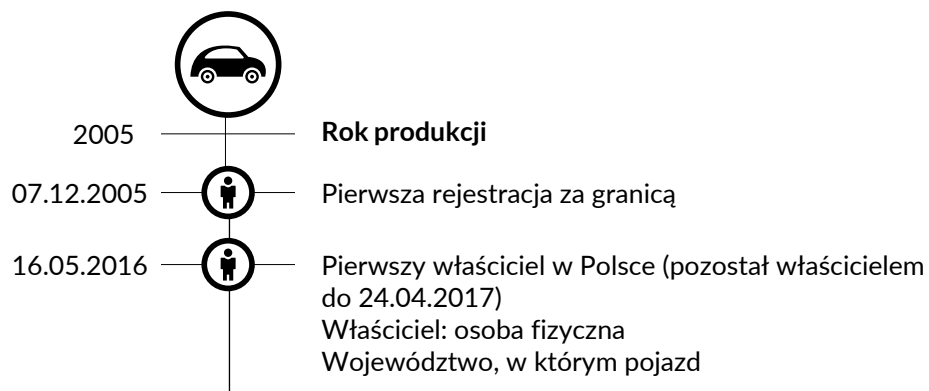 2005 Rok produkcji
07.12.2005 Pierwsza rejestracja za granicą
16.05.2016 Pierwszy właściciel w Polsce (pozostał właścicielem
do 24.04.2017)
Właściciel: osoba fizyczna
Województwo, w którym pojazd